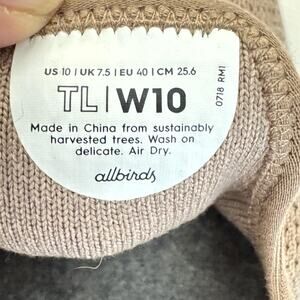 US 10 | UK 7.5 | EU 40 | CM 25.6
TL | W10
Made in China from sustainably
harvested trees. Wash on
delicate. Air Dry.
allbirds
0718 RM1